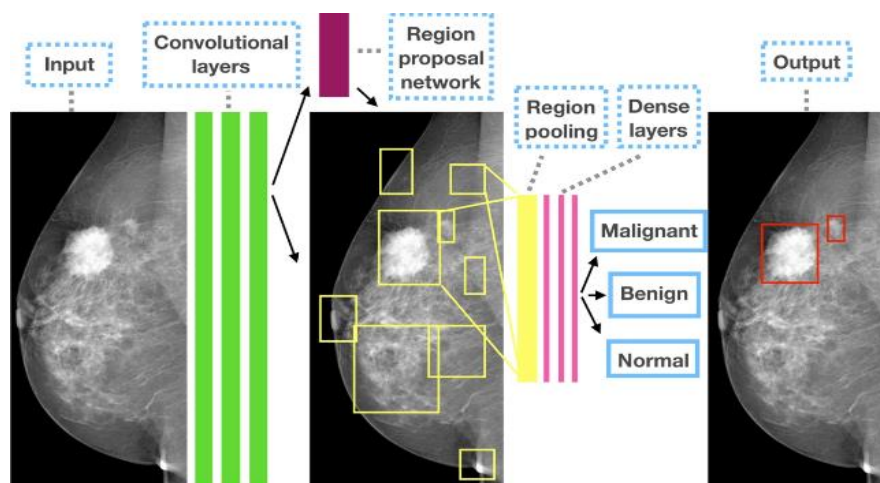 Input
Convolutional
layers
Region
proposal
network
Region
pooling
Dense
layers
Malignant
Benign
Normal
Output